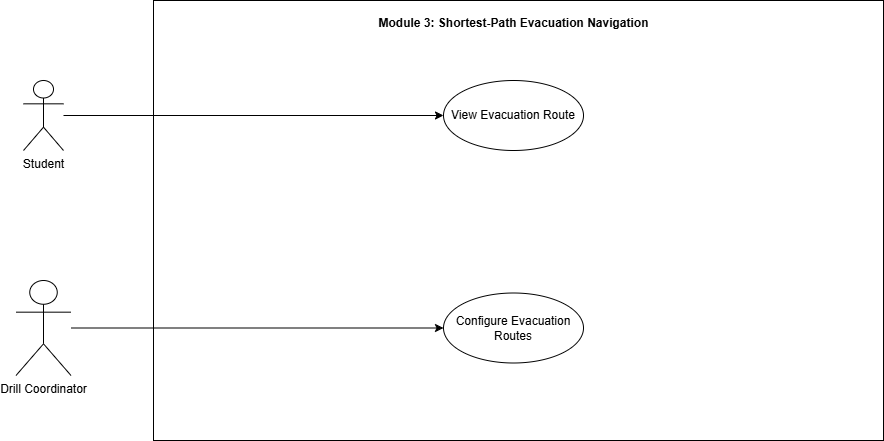 Module 3: Shortest-Path Evacuation Navigation
View Evacuation Route
Student
Configure Evacuation
Routes
Drill Coordinator